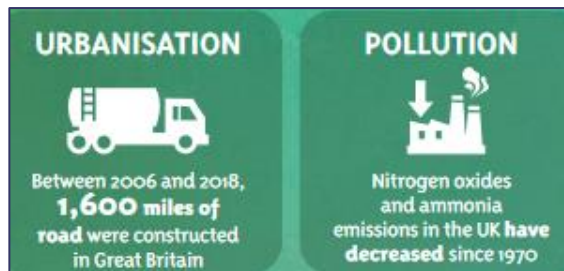 URBANISATION
Between 2006 and 2018,
1,600 miles of
road were constructed
in Great Britain
POLLUTION
Nitrogen oxides
and ammonia
emissions in the UK have
decreased since 1970